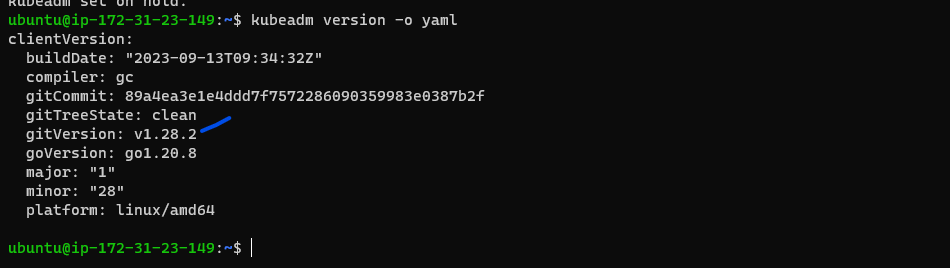 kubeadm set on hold.
ubuntu@ip-172-31-23-149:~$ kubeadm version -o yaml
clientVersion:
  buildDate: "2023-09-13T09:34:32Z"
  compiler: gc
  gitCommit: 89a4ea3e1e4ddd7f7572286090359983e0387b2f
  gitTreeState: clean
  gitVersion: v1.28.2
  goVersion: go1.20.8
  major: "1"
  minor: "28"
  platform: linux/amd64
ubuntu@ip-172-31-23-149:~$